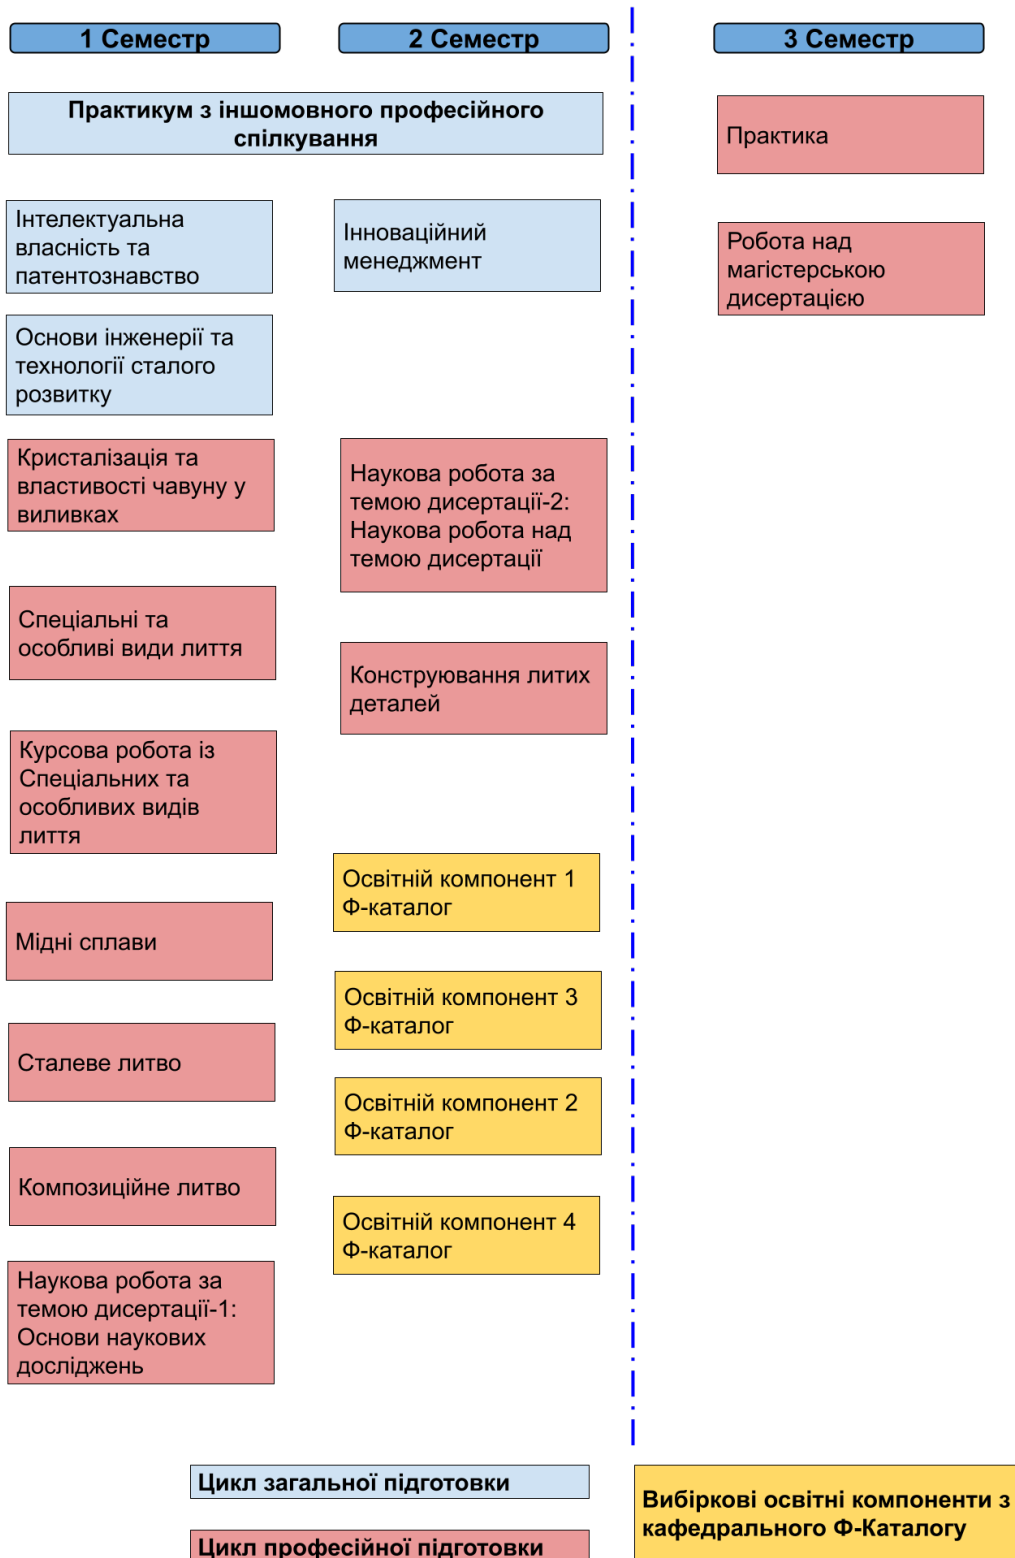 1 Семестр
2 Семестр
3 Семестр
Практикум з іншомовного професійного
спілкування
Практика
Інтелектуальна
власність та
патентознавство
Інноваційний
менеджмент
Робота над
магістерською
дисертацією
Основи інженерії та
технології сталого
розвитку
Кристалізація та
властивості чавуну у
виливках
Наукова робота за
темою дисертації-2:
Наукова робота над
темою дисертації
Спеціальні та
особливі види лиття
Конструювання литих
деталей
Курсова робота із
Спеціальних та
особливих видів
лиття
Освітній компонент 1
Ф-каталог
Мідні сплави
Освітній компонент 3
Ф-каталог
Сталеве литво
Освітній компонент 2
Ф-каталог
Композиційне литво
Освітній компонент 4
Ф-каталог
Наукова робота за
темою дисертації-1:
Основи наукових
досліджень
Цикл загальної підготовки
Вибіркові освітні компоненти з
кафедрального Ф-Каталогу
Цикл професійної підготовки